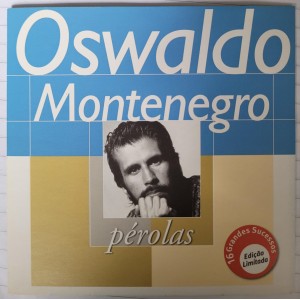 Oswaldo
Montenegro
pérolas
16 Grandes Sucessos
Edição
Limitada